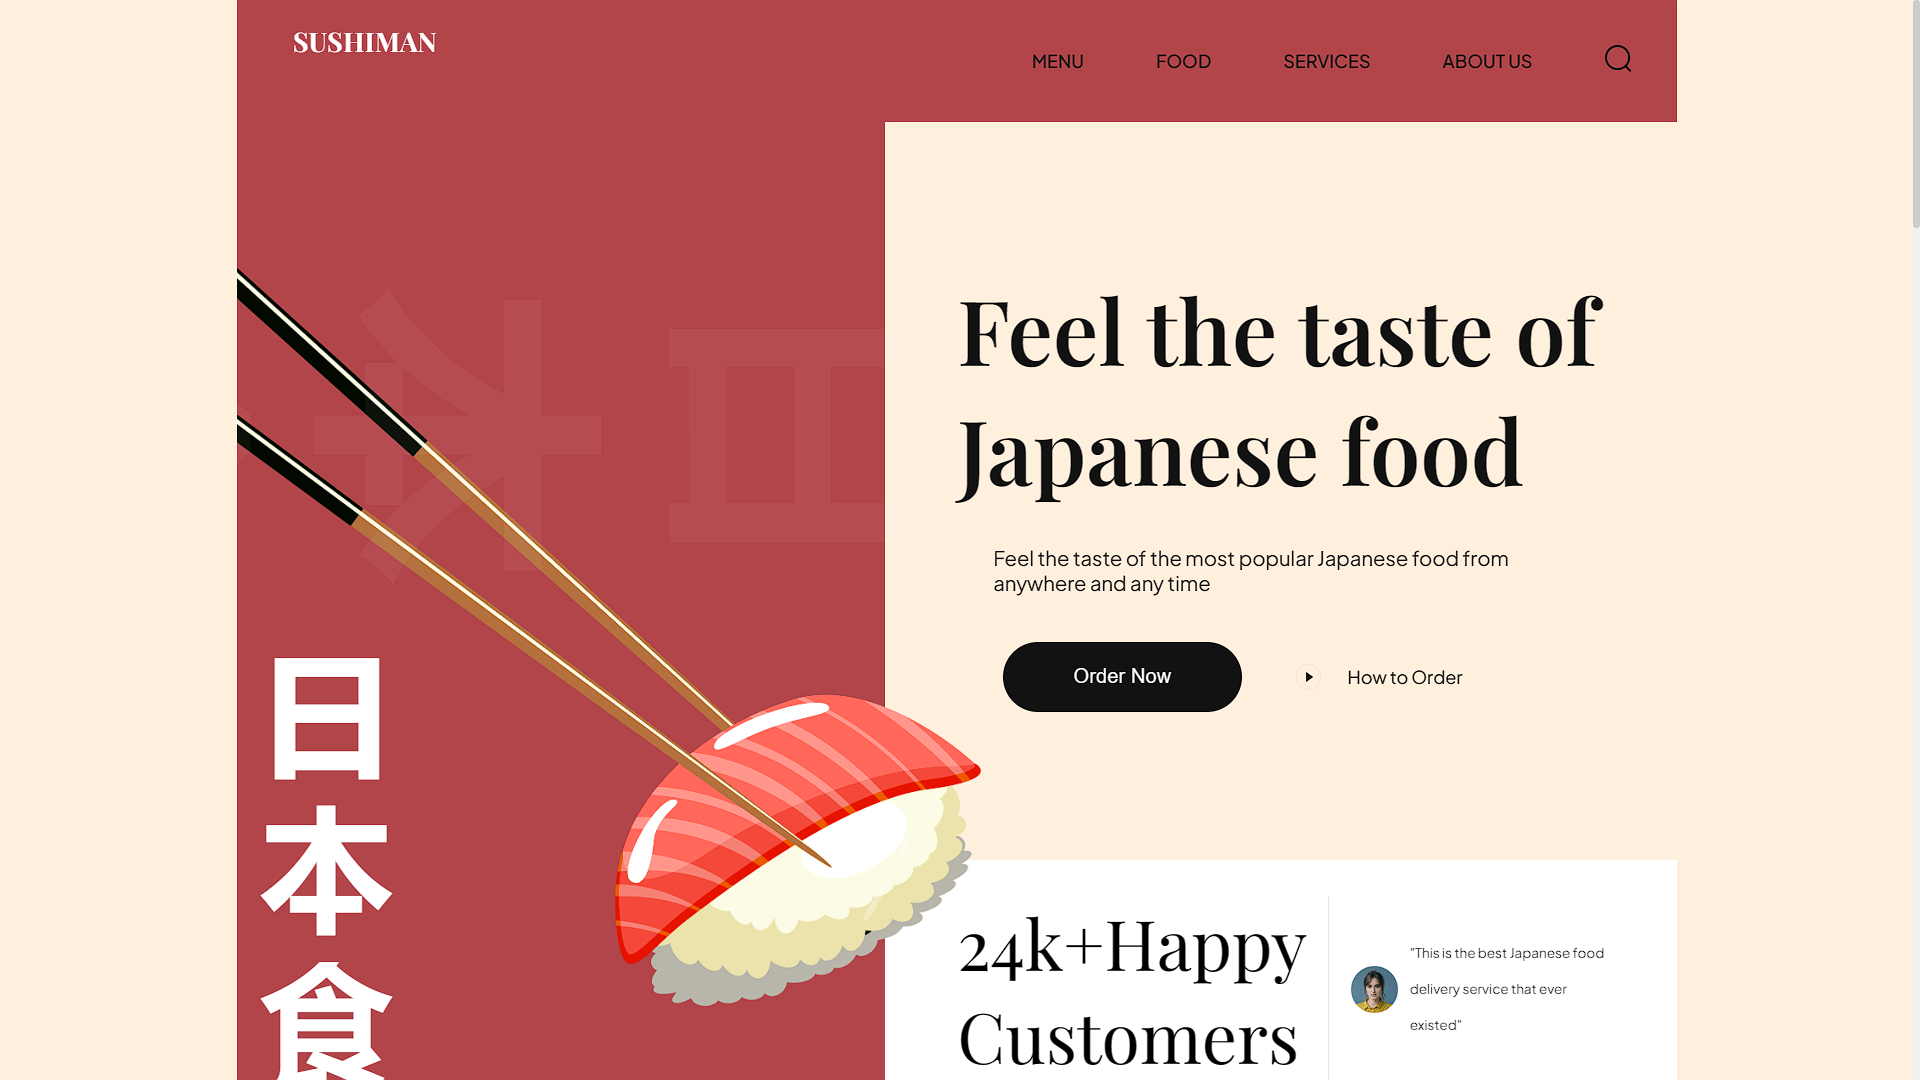 SUSHIMAN
MENU
FOOD
SERVICES
ABOUT US
Feel the taste of
Japanese food
Feel the taste of the most popular Japanese food from
anywhere and any time
Order Now
How to Order
日
本
食
24k+Happy
Customers
"This is the best Japanese food
delivery service that ever
existed"